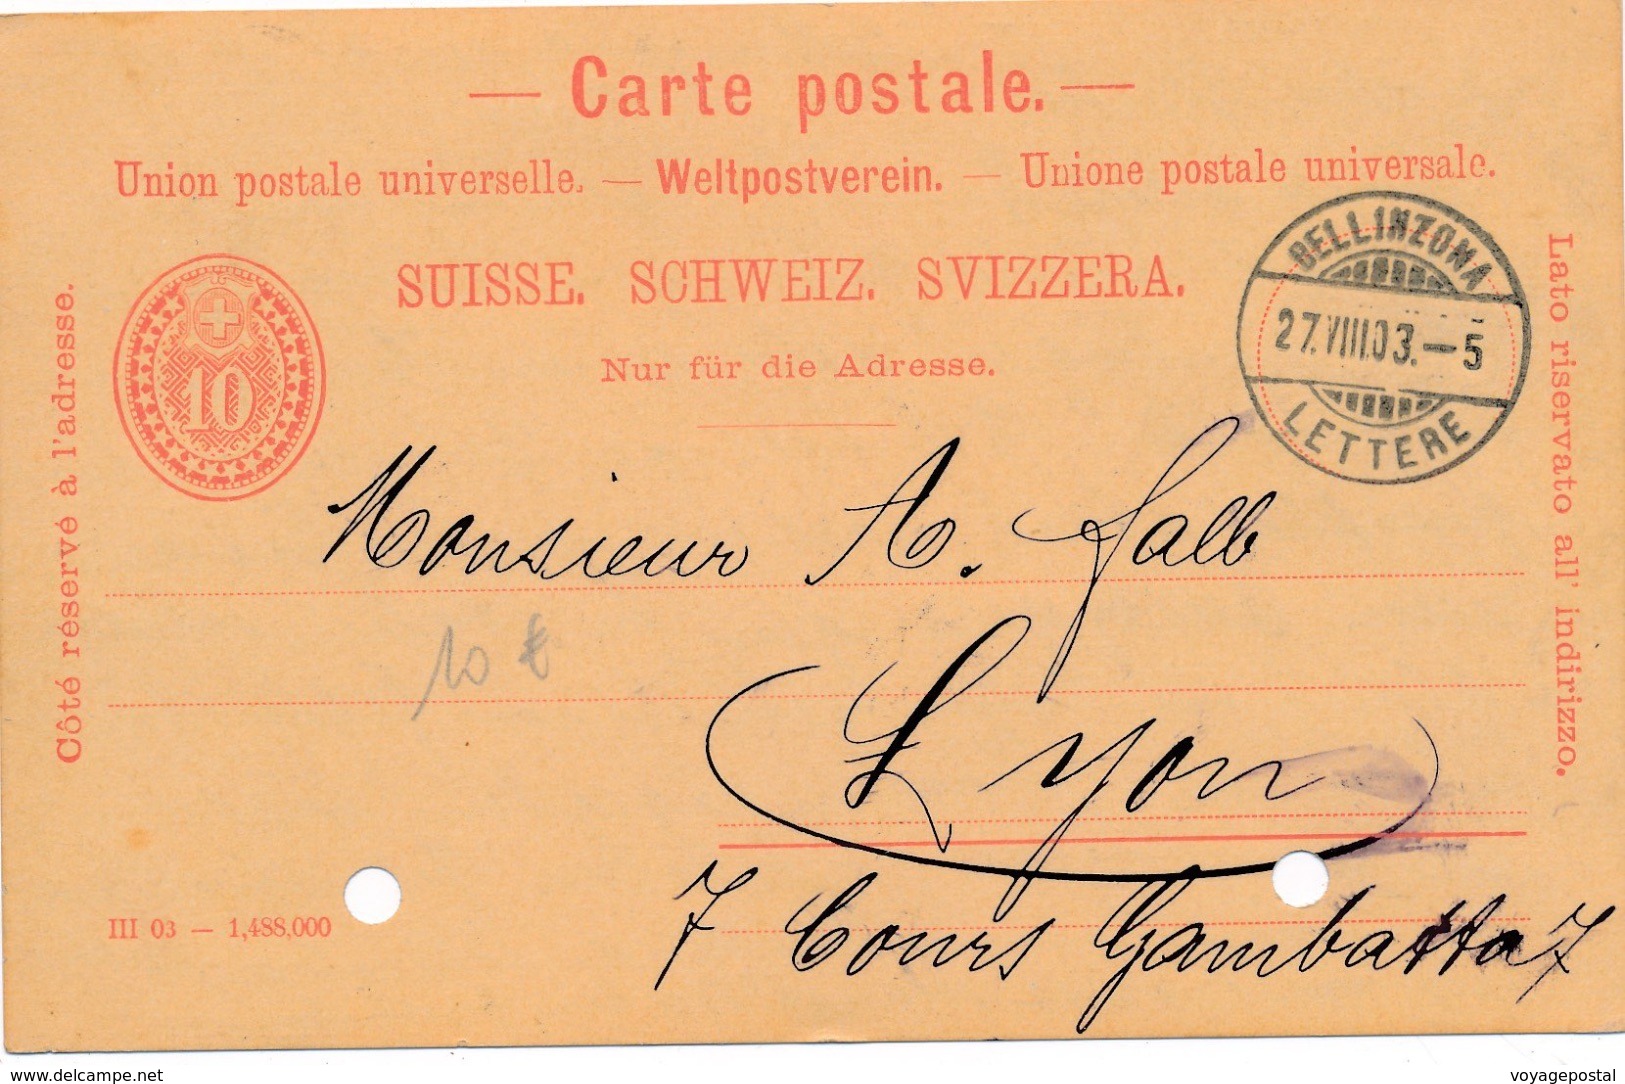 — Carte postale. —
Union postale universelle. — Weltpostverein. — Unione postale universale.
SUISSE. SCHWEIZ. SVIZZERA.
Nur für die Adresse.
Côté réservé à l'adresse.
Lato riservato all' indirizzo.
10
BELLINZONA
27.VIII.03.—5
LETTERE
Monsieur A. Falb
10 €
Lyon
7 Cours Gambatta 7
III 03 — 1,488,000
delcampe.net
voyagepostal